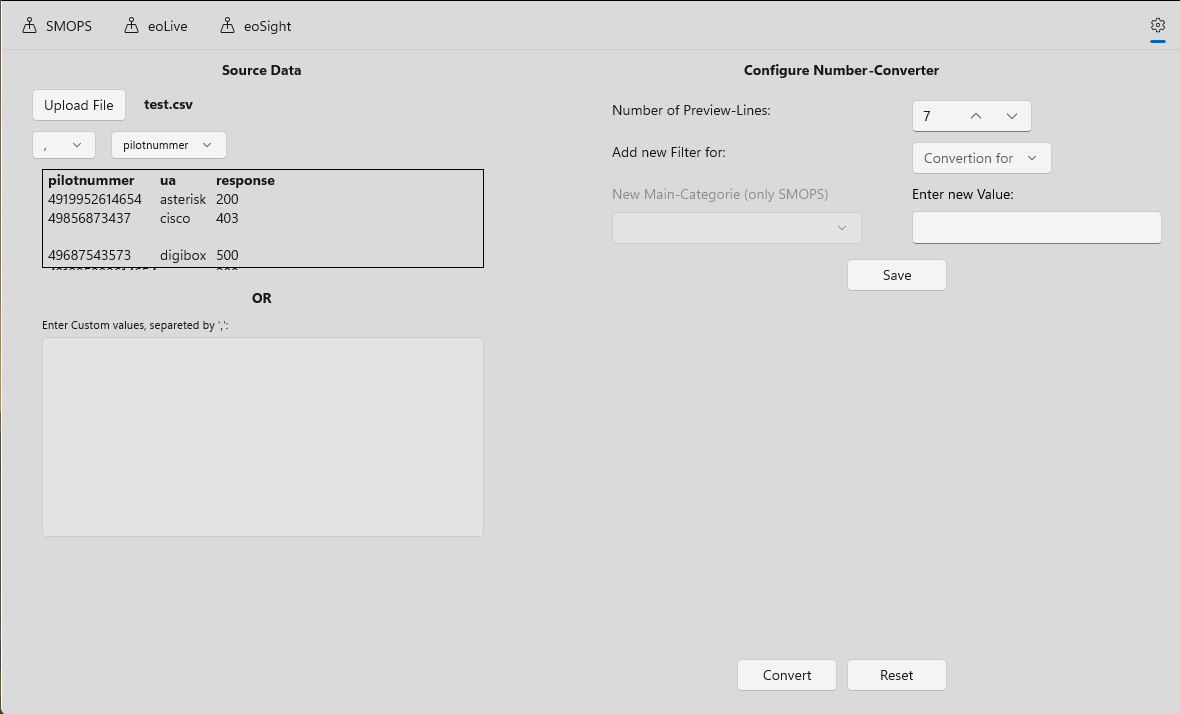 SMOPS eoLive eoSight
Source Data
Upload File test.csv
, pilotnummer
pilotnummer ua response
4919952614654 asterisk 200
49856873437 cisco 403
49687543573 digibox 500
OR
Enter Custom values, separeted by ',':
Configure Number-Converter
Number of Preview-Lines: 7
Add new Filter for: Convertion for
New Main-Categorie (only SMOPS) Enter new Value:
Save
Convert Reset